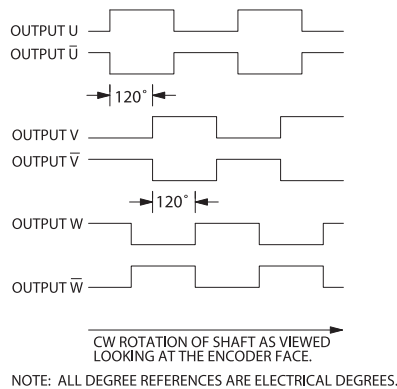 OUTPUT U
OUTPUT U̅
120°
OUTPUT V
OUTPUT V̅
120°
OUTPUT W
OUTPUT W̅
CW ROTATION OF SHAFT AS VIEWED
LOOKING AT THE ENCODER FACE.
NOTE: ALL DEGREE REFERENCES ARE ELECTRICAL DEGREES.